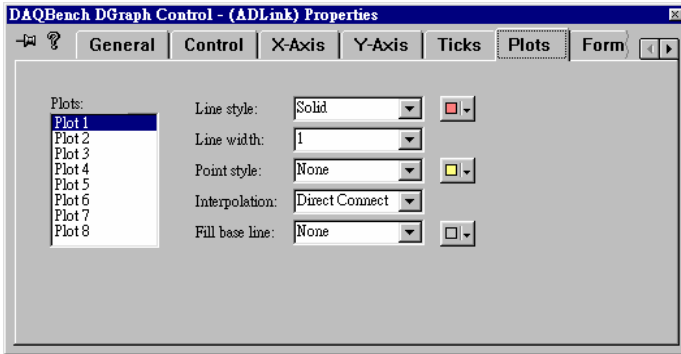 DAQBench DGraph Control - (ADLink) Properties
General Control X-Axis Y-Axis Ticks Plots Form
Plots:
Plot 1
Plot 2
Plot 3
Plot 4
Plot 5
Plot 6
Plot 7
Plot 8
Line style: Solid
Line width: 1
Point style: None
Interpolation: Direct Connect
Fill base line: None